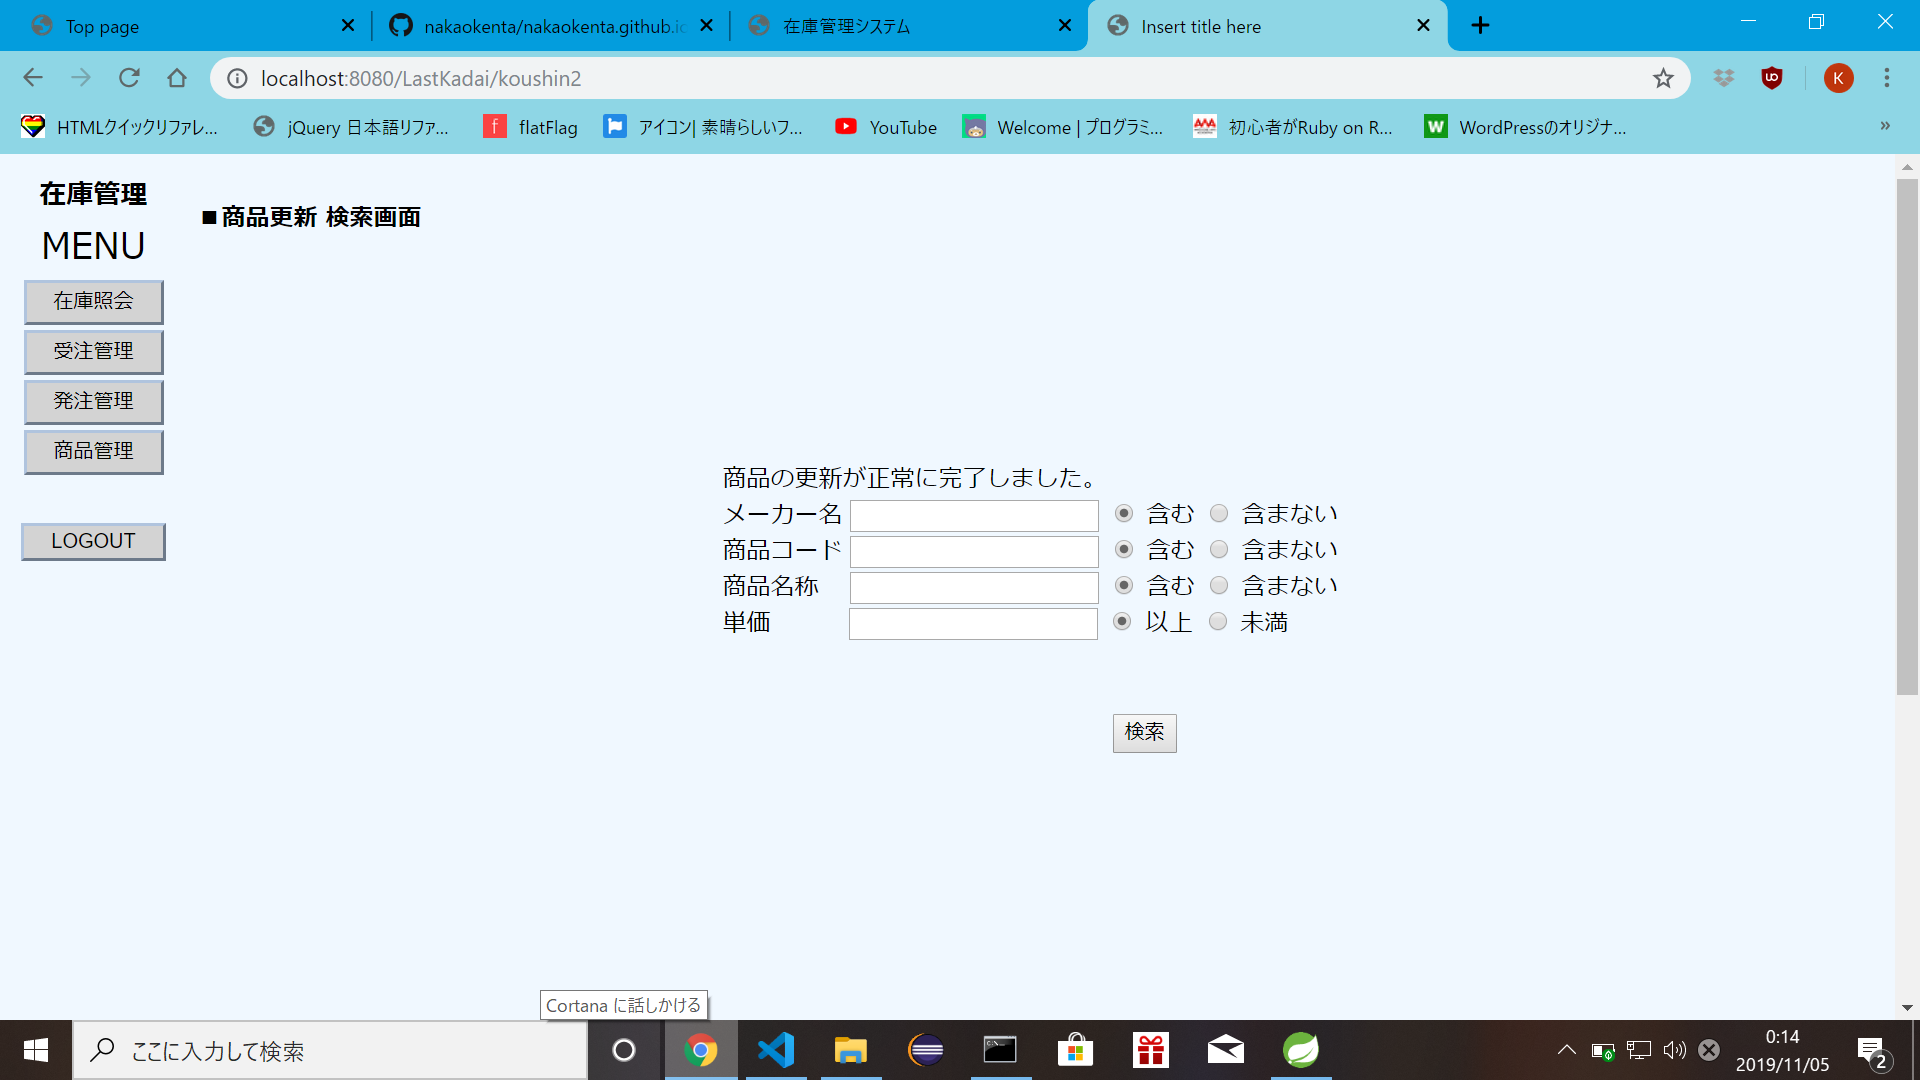 Top page
nakaokenta/nakaokenta.github.i
在庫管理システム
Insert title here
localhost:8080/LastKadai/koushin2
K
HTMLクイックリファレ...
jQuery 日本語リファ...
flatFlag
アイコン| 素晴らしいフ...
YouTube
Welcome | プログラミ...
初心者がRuby on R...
WordPressのオリジナ...
»
在庫管理
MENU
在庫照会
受注管理
発注管理
商品管理
LOGOUT
■商品更新 検索画面
商品の更新が正常に完了しました。
メーカー名 含む 含まない
商品コード 含む 含まない
商品名称 含む 含まない
単価 以上 未満
検索
Cortana に話しかける
ここに入力して検索
0:14
2019/11/05
2